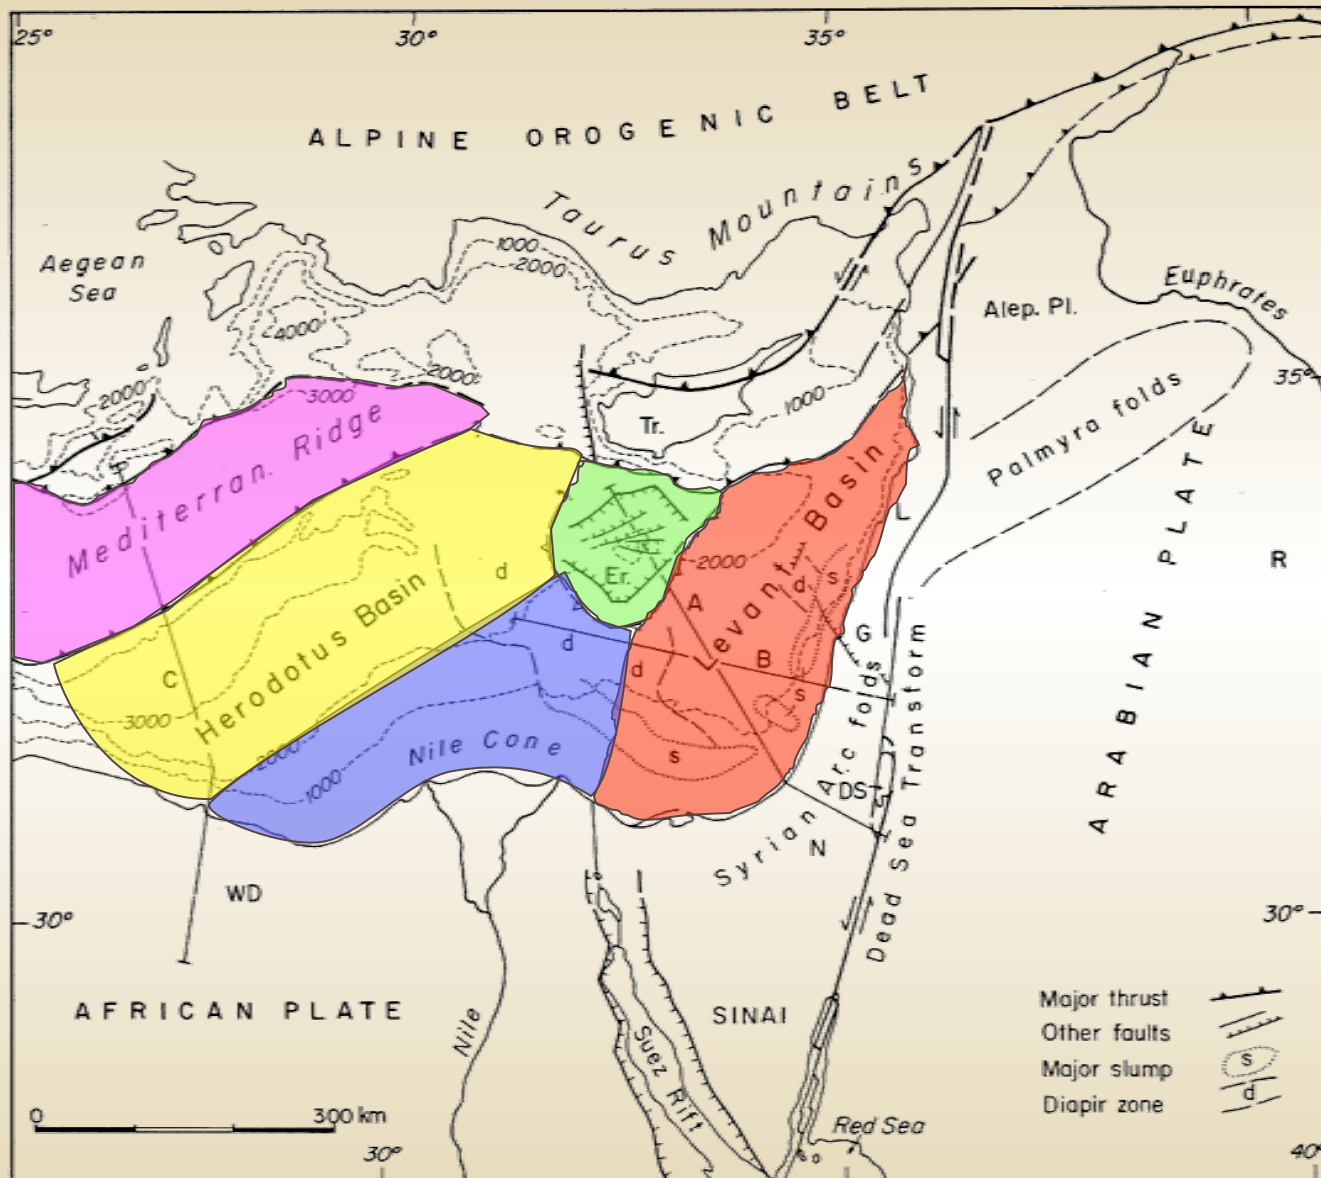 25°
30°
35°
ALPINE OROGENIC BELT
Taurus Mountains
Aegean
Sea
1000
2000
4000
2000
2000
3000
Mediterran. Ridge
Alep. Pl.
Euphrates
35°
Tr.
1000
Palmyra folds
ARABIAN PLATE
R
L
Levant Basin
2000
d
s
Er.
d
A
Herodotus Basin
C
d
d
B
G
s
s
3000
2000
1000
Nile Cone
Syrian Arc folds
Dead Sea Transform
DS
N
WD
30°
30°
AFRICAN PLATE
Nile
SINAI
Suez Rift
Red Sea
Major thrust
Other faults
Major slump
s
Diapir zone
d
0
300 km
30°
40°